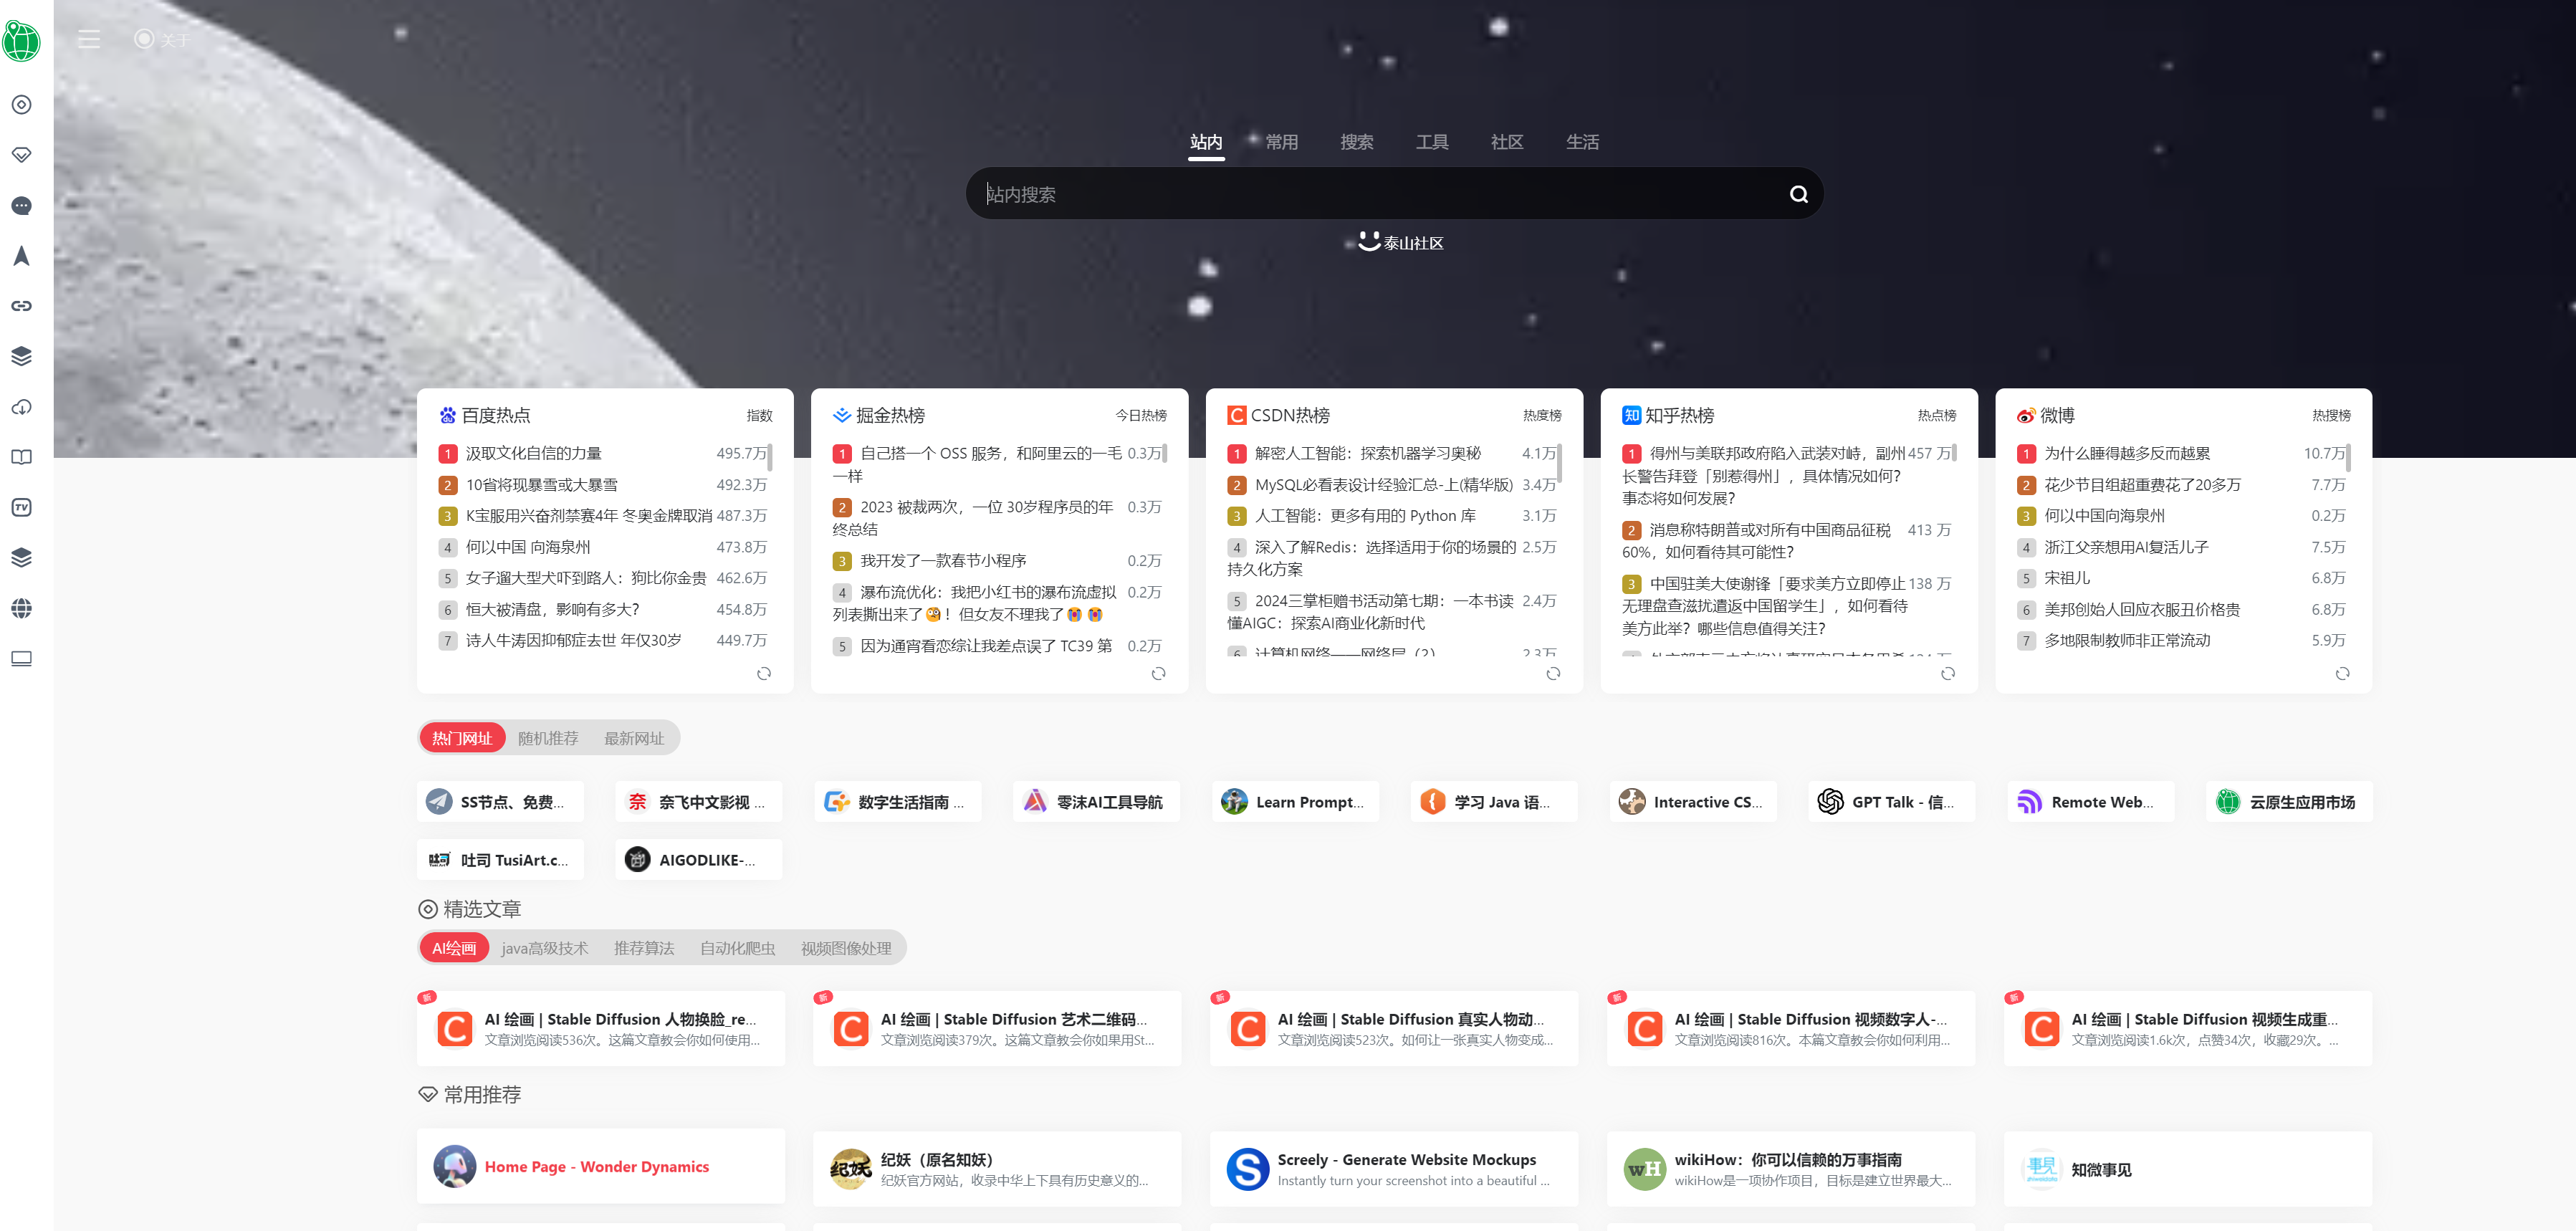 关于
站内 常用 搜索 工具 社区 生活
站内搜索
泰山社区
百度热点 指数
1 汲取文化自信的力量 495.7万
2 10省将现暴雪或大暴雪 492.3万
3 K宝服用兴奋剂禁赛4年 冬奥金牌取消 487.3万
4 何以中国 向海泉州 473.8万
5 女子遛大型犬吓到路人：狗比你金贵 462.6万
6 恒大被清盘，影响有多大？ 454.8万
7 诗人牛涛因抑郁症去世 年仅30岁 449.7万
掘金热榜 今日热榜
1 自己搭一个 OSS 服务，和阿里云的一毛 0.3万
一样
2 2023 被裁两次，一位 30岁程序员的年 0.3万
终总结
3 我开发了一款春节小程序 0.2万
4 瀑布流优化：我把小红书的瀑布流虚拟 0.2万
列表撕出来了🧐！但女友不理我了😭 😭
5 因为通宵看恋综让我差点误了 TC39 第 0.2万
CSDN热榜 热度榜
1 解密人工智能：探索机器学习奥秘 4.1万
2 MySQL必看表设计经验汇总-上(精华版) 3.4万
3 人工智能：更多有用的 Python 库 3.1万
4 深入了解Redis：选择适用于你的场景的 2.5万
持久化方案
5 2024三掌柜赠书活动第七期：一本书读 2.4万
懂AIGC：探索AI商业化新时代
6 计算机网络——网络层（2） 2.3万
知乎热榜 热点榜
1 得州与美联邦政府陷入武装对峙，副州 457 万
长警告拜登「别惹得州」，具体情况如何？
事态将如何发展？
2 消息称特朗普或对所有中国商品征税 413 万
60%，如何看待其可能性？
3 中国驻美大使谢锋「要求美方立即停止 138 万
无理盘查滋扰遣返中国留学生」，如何看待
美方此举？哪些信息值得关注？
微博 热搜榜
1 为什么睡得越多反而越累 10.7万
2 花少节目组超重费花了20多万 7.7万
3 何以中国向海泉州 0.2万
4 浙江父亲想用AI复活儿子 7.5万
5 宋祖儿 6.8万
6 美邦创始人回应衣服丑价格贵 6.8万
7 多地限制教师非正常流动 5.9万
热门网址 随机推荐 最新网址
SS节点、免费... 奈飞中文影视 ... 数字生活指南 ... 零沫AI工具导航 Learn Prompt... 学习 Java 语... Interactive CS... GPT Talk - 信... Remote Web... 云原生应用市场
吐司 TusiArt.c... AIGODLIKE-...
精选文章
AI绘画 java高级技术 推荐算法 自动化爬虫 视频图像处理
新 新 新 新 新
AI 绘画 | Stable Diffusion 人物换脸_re...
文章浏览阅读536次。这篇文章教会你如何使用...
AI 绘画 | Stable Diffusion 艺术二维码...
文章浏览阅读379次。这篇文章教会你如果用St...
AI 绘画 | Stable Diffusion 真实人物动...
文章浏览阅读523次。如何让一张真实人物变成...
AI 绘画 | Stable Diffusion 视频数字人-...
文章浏览阅读816次。本篇文章教会你如何利用...
AI 绘画 | Stable Diffusion 视频生成重...
文章浏览阅读1.6k次，点赞34次，收藏29次。...
常用推荐
Home Page - Wonder Dynamics
纪妖（原名知妖）
纪妖官方网站，收录中华上下具有历史意义的...
Screely - Generate Website Mockups
Instantly turn your screenshot into a beautiful ...
wikiHow：你可以信赖的万事指南
wikiHow是一项协作项目，目标是建立世界最大...
知微事见